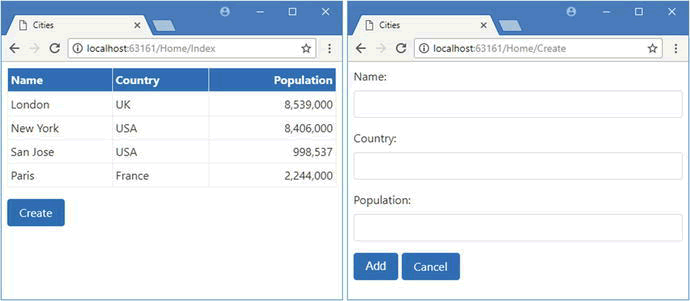 Cities
localhost:63161/Home/Index
Name Country Population
London UK 8,539,000
New York USA 8,406,000
San Jose USA 998,537
Paris France 2,244,000
Create
Cities
localhost:63161/Home/Create
Name:
Country:
Population:
Add Cancel